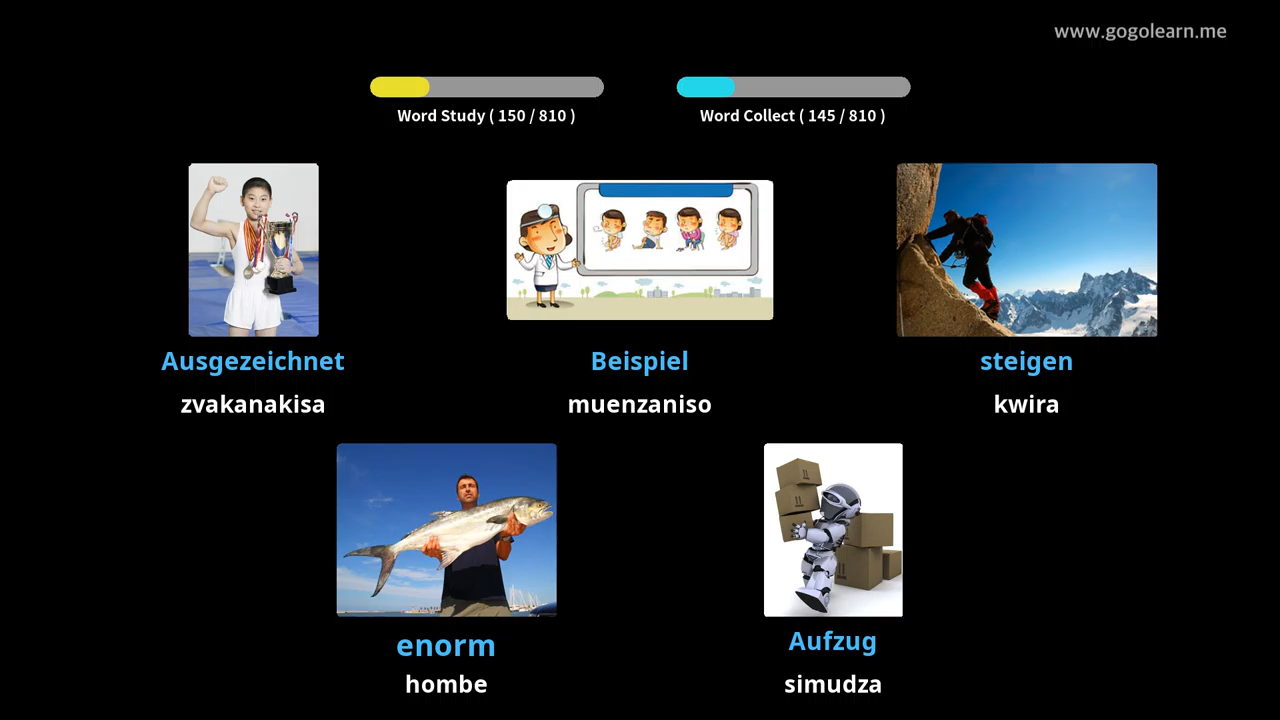 www.gogolearn.me
Word Study ( 150 / 810 )
Word Collect ( 145 / 810 )
Ausgezeichnet
zvakanakisa
Beispiel
muenzaniso
steigen
kwira
enorm
hombe
Aufzug
simudza